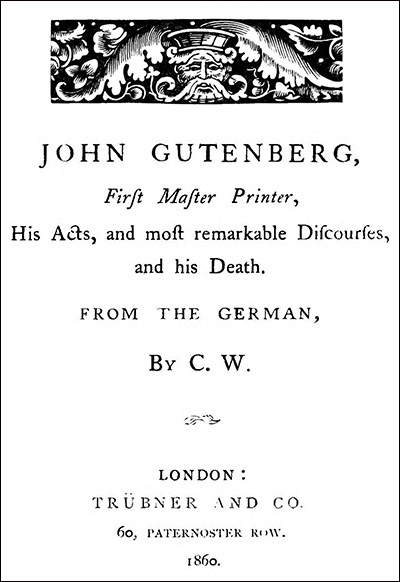 JOHN GUTENBERG,
Firſt Maſter Printer,
His Acts, and moſt remarkable Diſcourſes,
and his Death.
FROM THE GERMAN,
BY C. W.
LONDON:
TRÜBNER AND CO.
60, PATERNOSTER ROW.
1860.